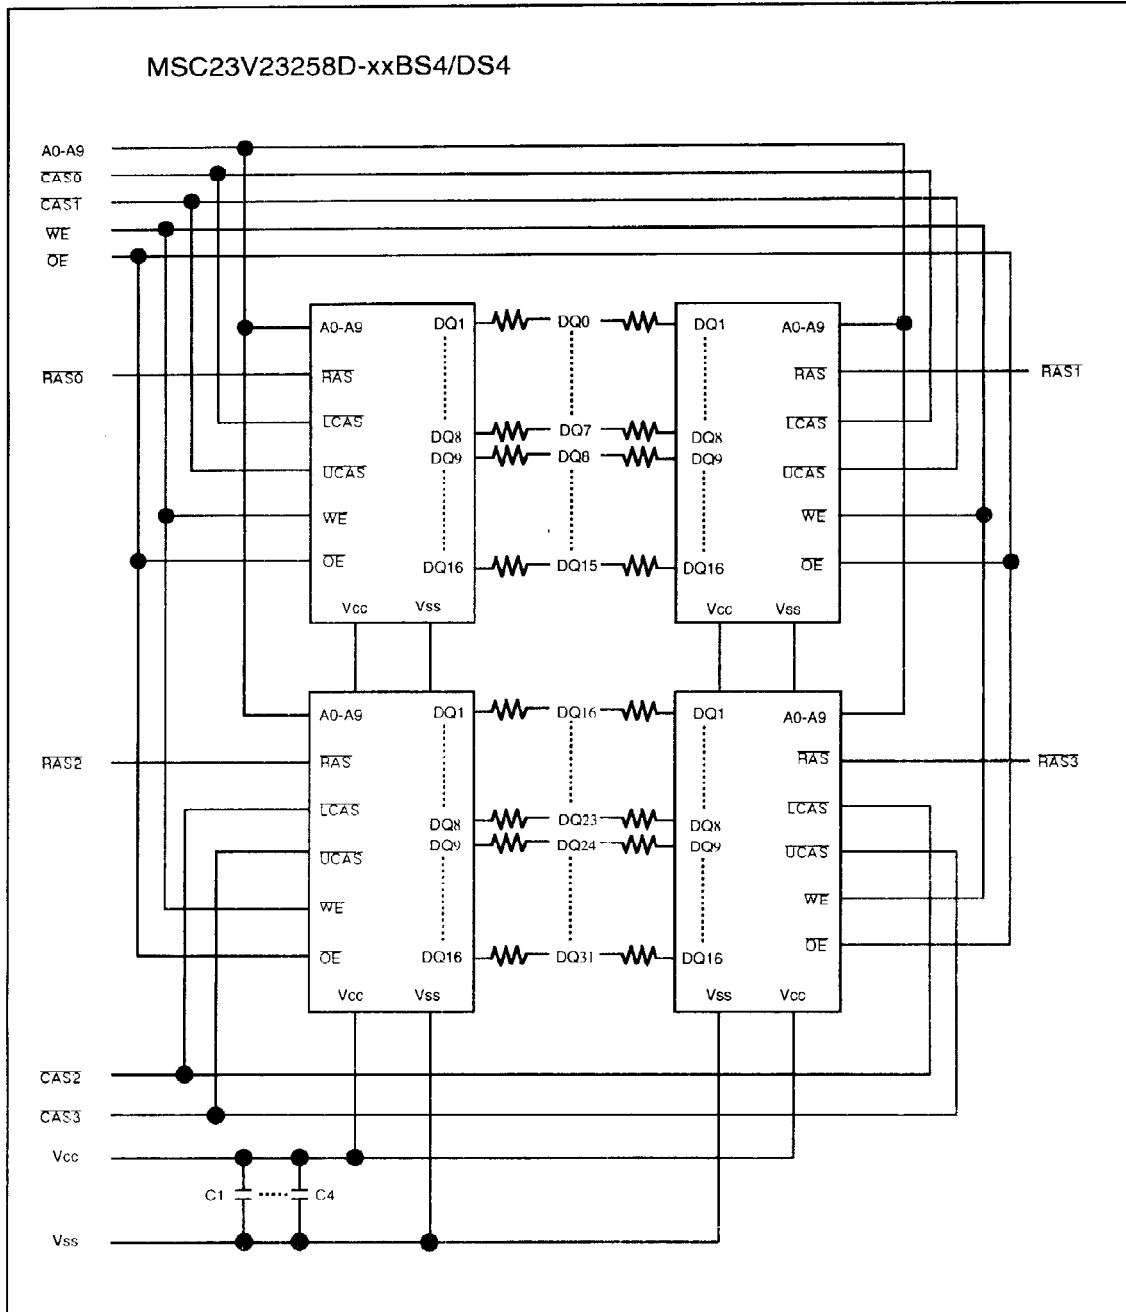 MSC23V23258D-xxBS4/DS4
A0-A9
CAS0
CAS1
WE
OE
A0-A9 DQ1 DQ0 DQ1 A0-A9
RAS0 RAS RAS RAS1
LCAS LCAS
DQ8 DQ7 DQ8
DQ9 DQ8 DQ9
UCAS UCAS
WE WE
OE DQ16 DQ15 DQ16 OE
Vcc Vss Vcc Vss
A0-A9 DQ1 DQ16 DQ1 A0-A9
RAS2 RAS RAS RAS3
LCAS LCAS
DQ8 DQ23 DQ8
DQ9 DQ24 DQ9
UCAS UCAS
WE WE
OE DQ16 DQ31 DQ16 OE
Vcc Vss Vss Vcc
CAS2
CAS3
Vcc
C1 C4
Vss